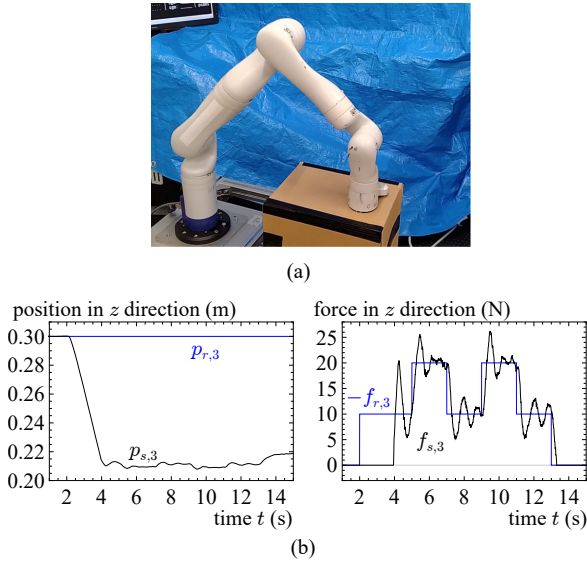 (a)
position in z direction (m)
0.30
0.28
0.26
0.24
0.22
0.20
p_{r,3}
p_{s,3}
2 4 6 8 10 12 14
time t (s)
force in z direction (N)
25
20
15
10
5
0
−f_{r,3}
f_{s,3}
2 4 6 8 10 12 14
time t (s)
(b)